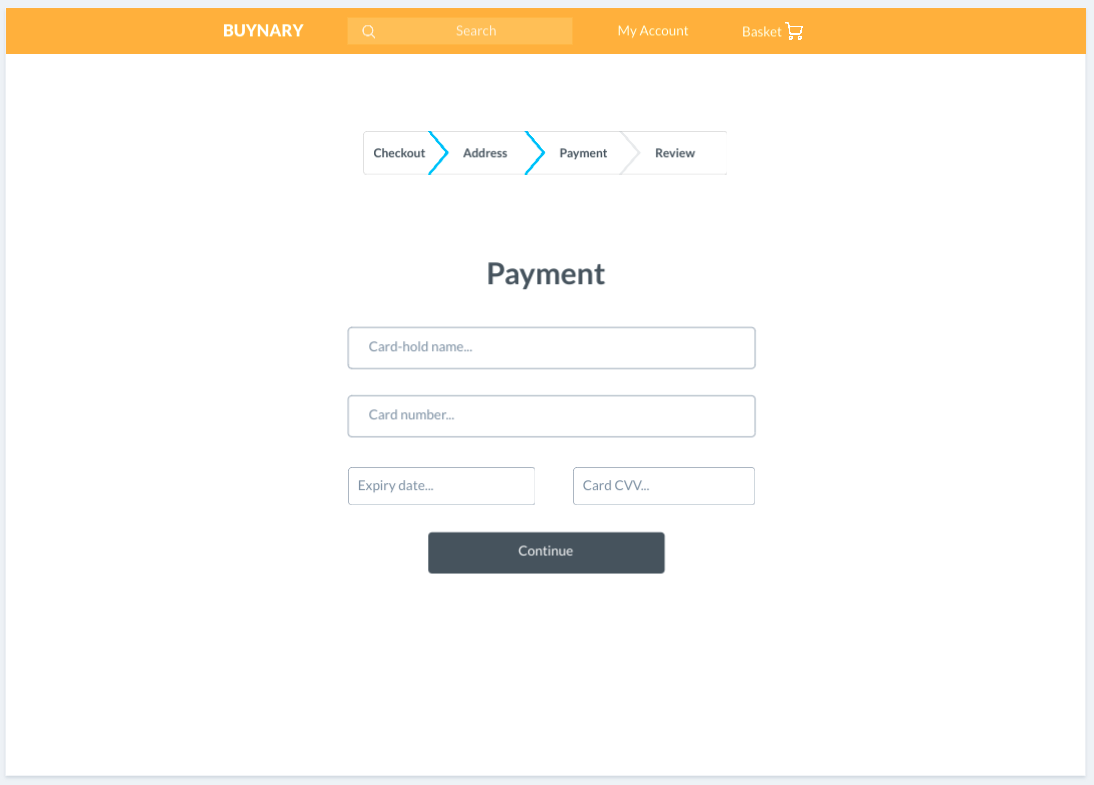 BUYNARY Search My Account Basket
Checkout Address Payment Review
Payment
Card-hold name...
Card number...
Expiry date... Card CVV...
Continue